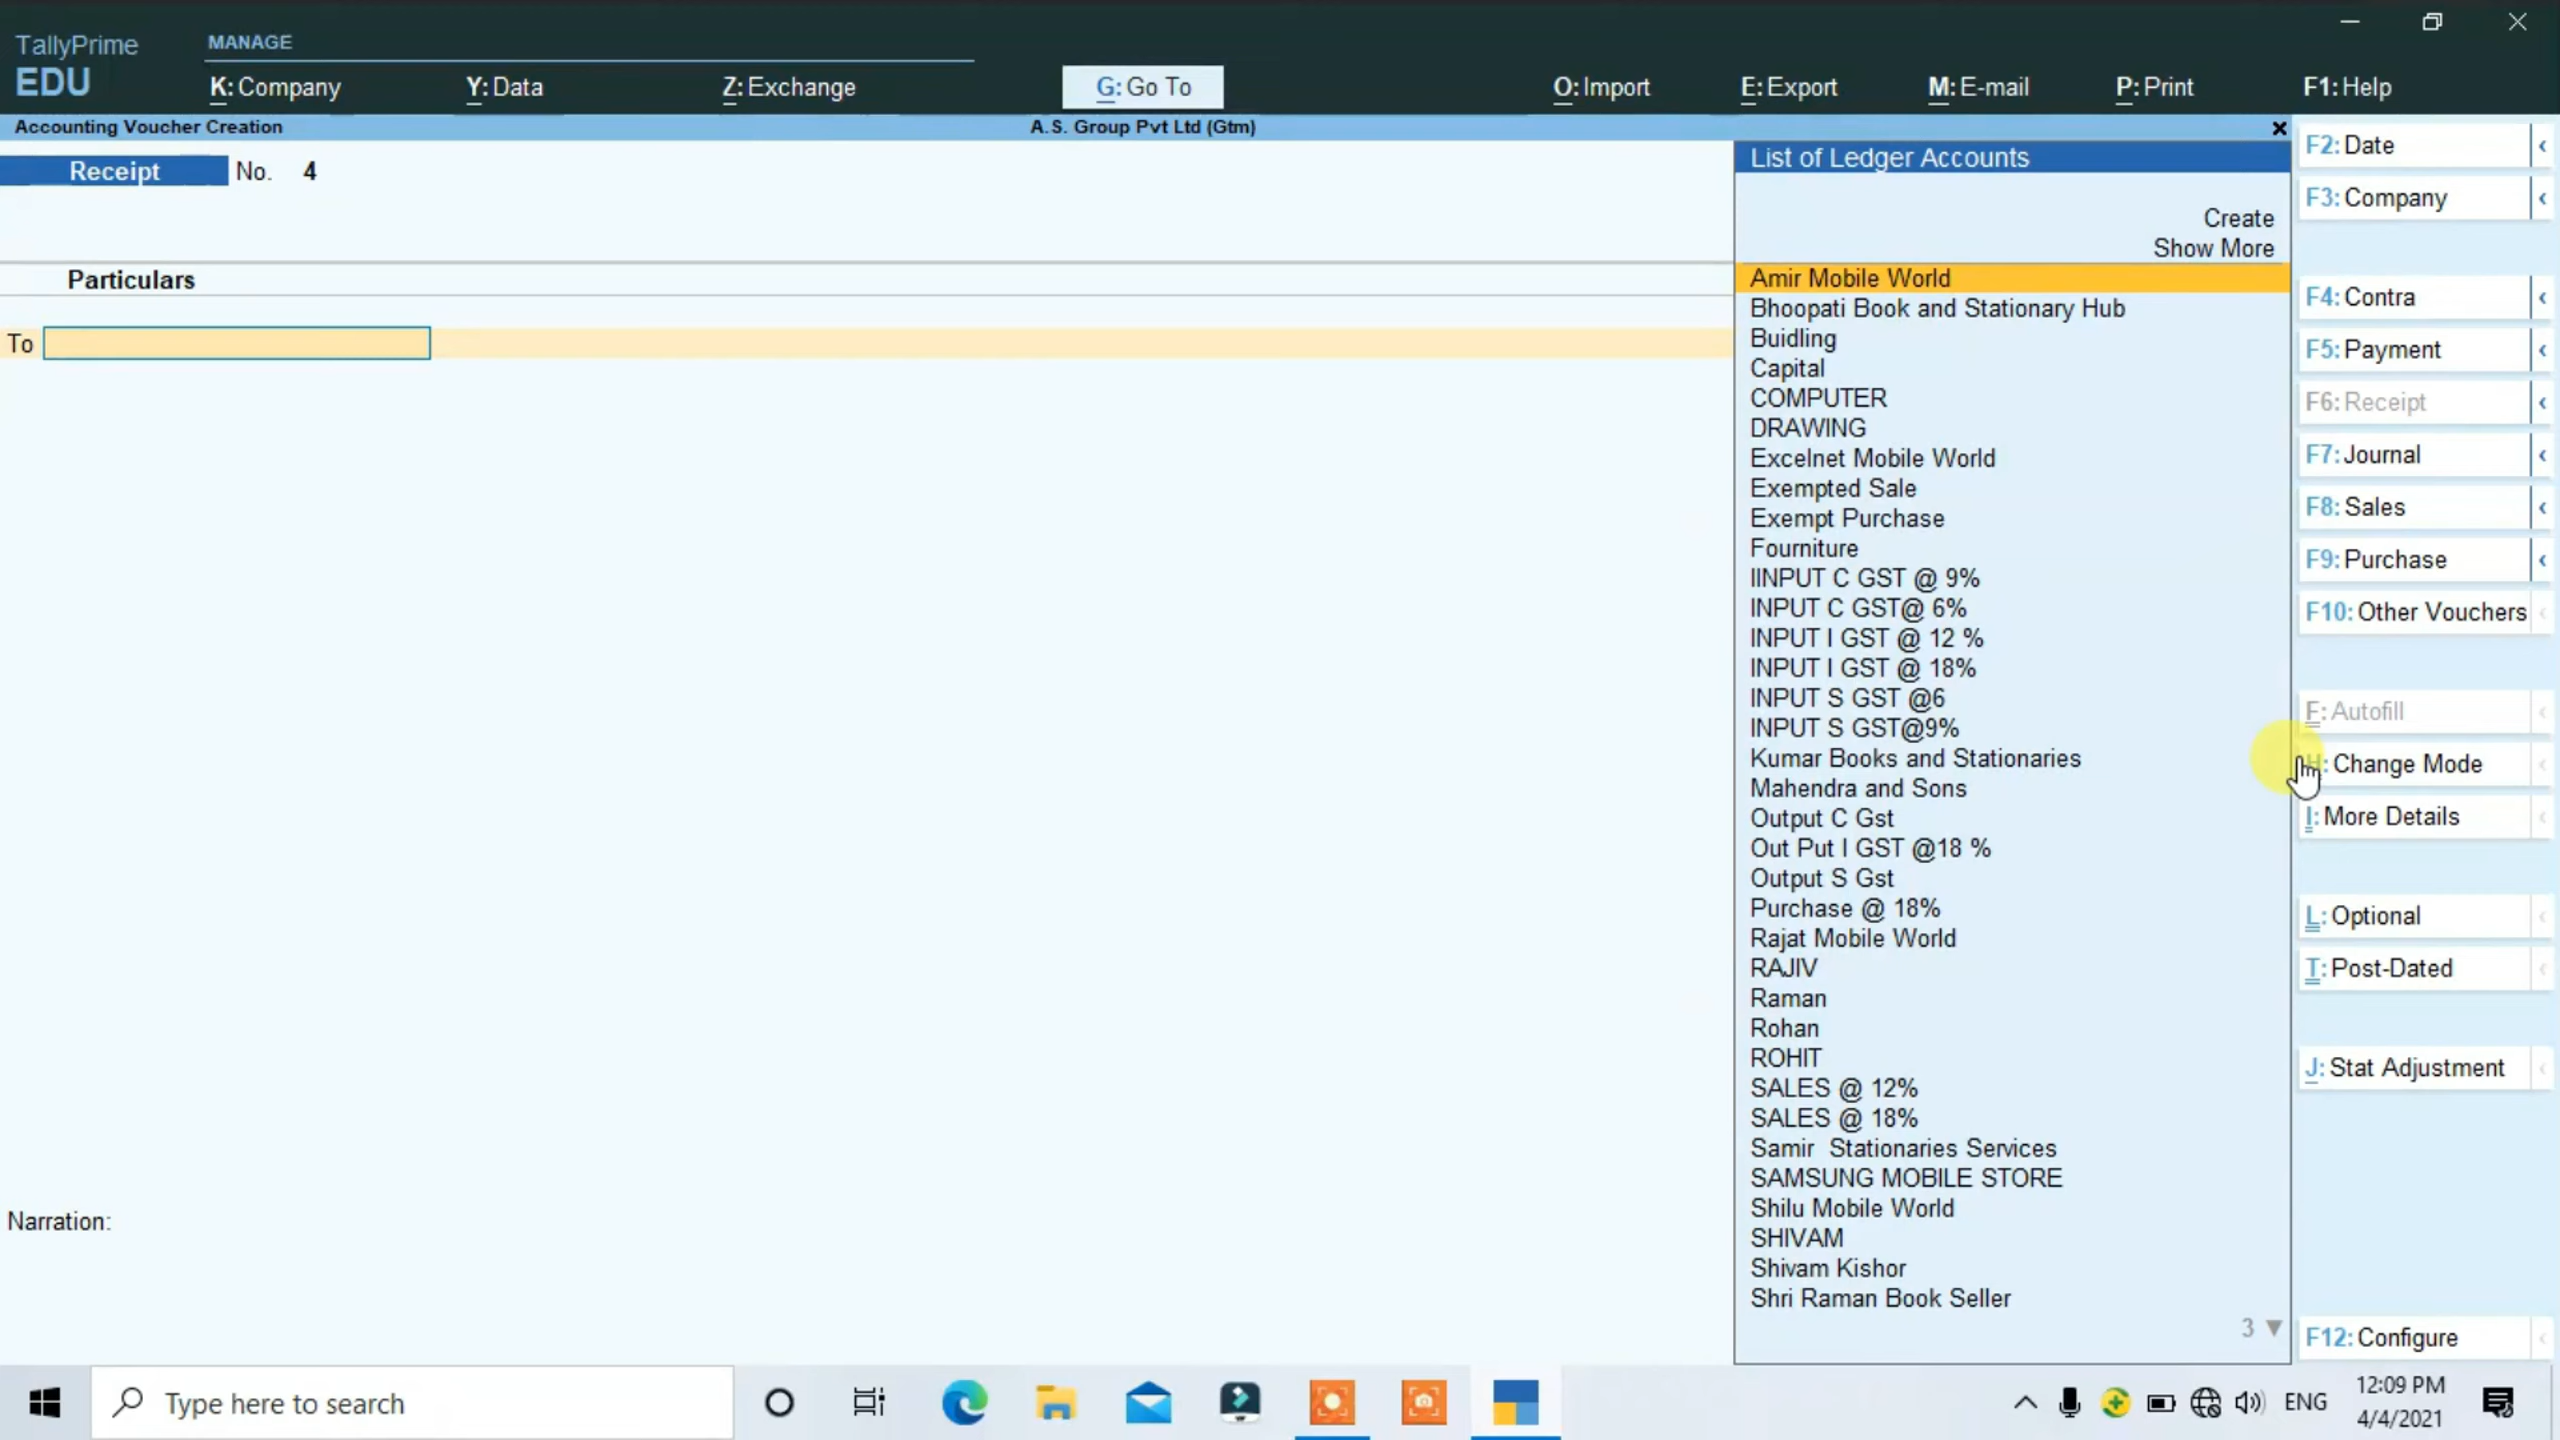 TallyPrime
EDU
MANAGE
K: Company
Y: Data
Z: Exchange
G: Go To
O: Import
E: Export
M: E-mail
P: Print
F1: Help
Accounting Voucher Creation
A.S. Group Pvt Ltd (Gtm)
Receipt No. 4
Particulars
To
Narration:
List of Ledger Accounts
Create
Show More
Amir Mobile World
Bhoopati Book and Stationary Hub
Buidling
Capital
COMPUTER
DRAWING
Excelnet Mobile World
Exempted Sale
Exempt Purchase
Fourniture
IINPUT C GST @ 9%
INPUT C GST@ 6%
INPUT I GST @ 12 %
INPUT I GST @ 18%
INPUT S GST @6
INPUT S GST@9%
Kumar Books and Stationaries
Mahendra and Sons
Output C Gst
Out Put I GST @18 %
Output S Gst
Purchase @ 18%
Rajat Mobile World
RAJIV
Raman
Rohan
ROHIT
SALES @ 12%
SALES @ 18%
Samir Stationaries Services
SAMSUNG MOBILE STORE
Shilu Mobile World
SHIVAM
Shivam Kishor
Shri Raman Book Seller
3
F2: Date
F3: Company
F4: Contra
F5: Payment
F6: Receipt
F7: Journal
F8: Sales
F9: Purchase
F10: Other Vouchers
F: Autofill
H: Change Mode
I: More Details
L: Optional
T: Post-Dated
J: Stat Adjustment
F12: Configure
Type here to search
ENG
12:09 PM
4/4/2021